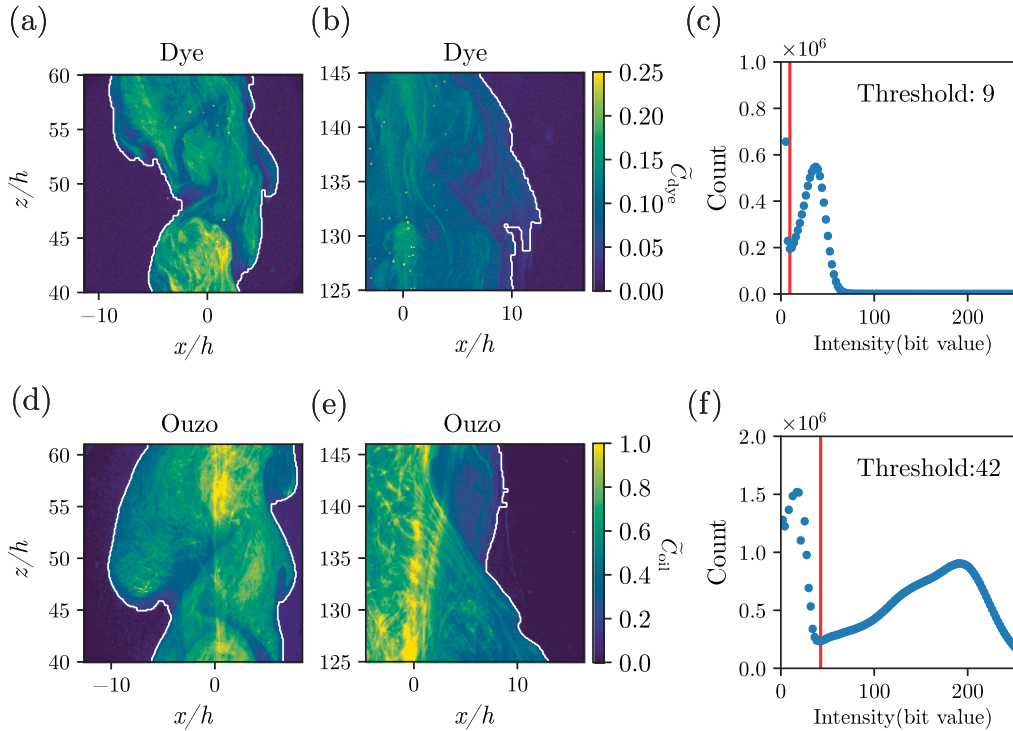 (a)
Dye
60
55
50
45
40
z/h
−10
0
x/h
(b)
Dye
145
140
135
130
125
0
10
x/h
0.25
0.20
0.15
0.10
0.05
0.00
C̃dye
(c)
×10⁶
1.0
0.8
0.6
0.4
0.2
0.0
Count
Threshold: 9
0
100
200
Intensity(bit value)
(d)
Ouzo
60
55
50
45
40
z/h
−10
0
x/h
(e)
Ouzo
145
140
135
130
125
0
10
x/h
1.0
0.8
0.6
0.4
0.2
0.0
C̃oil
(f)
×10⁶
2.0
1.5
1.0
0.5
0.0
Count
Threshold:42
0
100
200
Intensity(bit value)